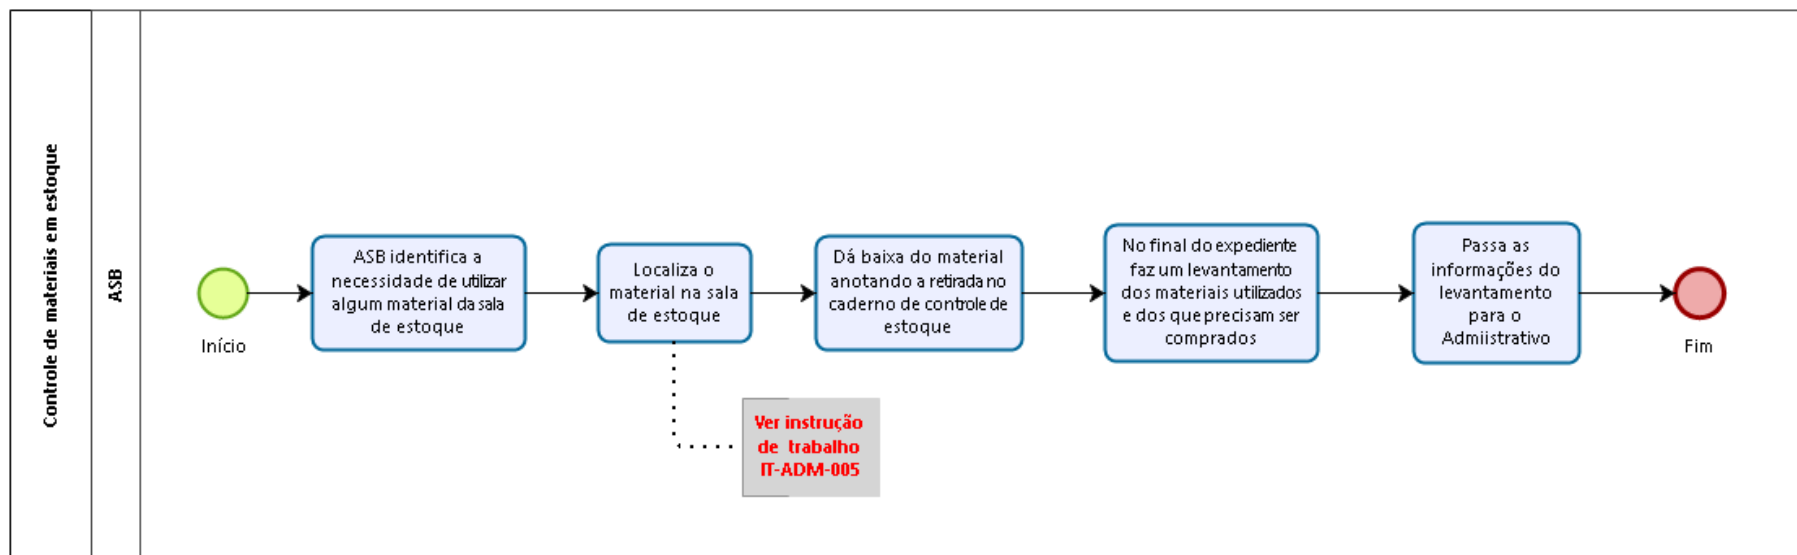 Controle de materiais em estoque
ASB
Início
ASB identifica a
necessidade de utilizar
algum material da sala
de estoque
Localiza o
material na sala
de estoque
Ver instrução
de trabalho
IT-ADM-005
Dá baixa do material
anotando a retirada no
caderno de controle de
estoque
No final do expediente
faz um levantamento
dos materiais utilizados
e dos que precisam ser
comprados
Passa as
informações do
levantamento
para o
Admiistrativo
Fim